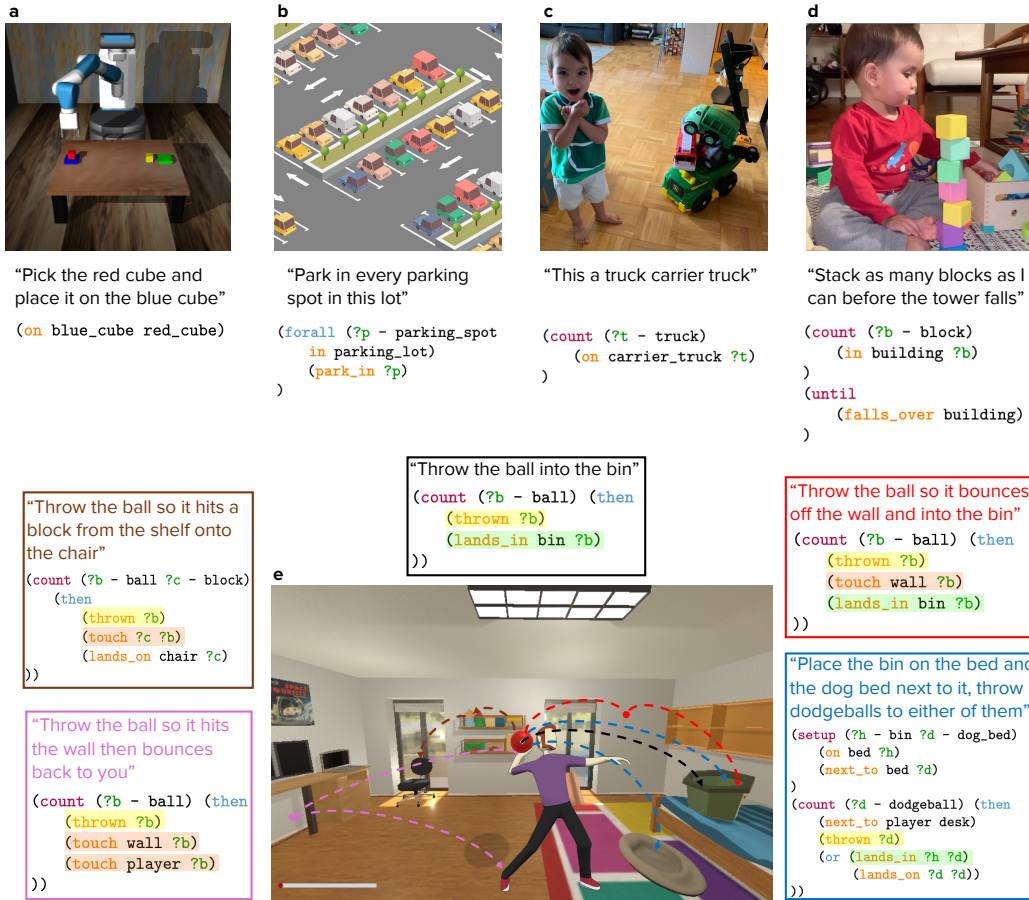 a
b
c
d
“Pick the red cube and
place it on the blue cube”
(on blue_cube red_cube)
“Park in every parking
spot in this lot”
(forall (?p - parking_spot
in parking_lot)
(park_in ?p)
)
“This a truck carrier truck”
(count (?t - truck)
(on carrier_truck ?t)
)
“Stack as many blocks as I
can before the tower falls”
(count (?b - block)
(in building ?b)
)
(until
(falls_over building)
)
“Throw the ball so it hits a
block from the shelf onto
the chair”
(count (?b - ball ?c - block)
(then
(thrown ?b)
(touch ?c ?b)
(lands_on chair ?c)
))
“Throw the ball so it hits
the wall then bounces
back to you”
(count (?b - ball) (then
(thrown ?b)
(touch wall ?b)
(touch player ?b)
))
“Throw the ball into the bin”
(count (?b - ball) (then
(thrown ?b)
(lands_in bin ?b)
))
e
“Throw the ball so it bounces
off the wall and into the bin”
(count (?b - ball) (then
(thrown ?b)
(touch wall ?b)
(lands_in bin ?b)
))
“Place the bin on the bed and
the dog bed next to it, throw
dodgeballs to either of them”
(setup (?h - bin ?d - dog_bed)
(on bed ?h)
(next_to bed ?d)
)
(count (?d - dodgeball) (then
(next_to player desk)
(thrown ?d)
(or (lands_in ?h ?d)
(lands_on ?d ?d))
))